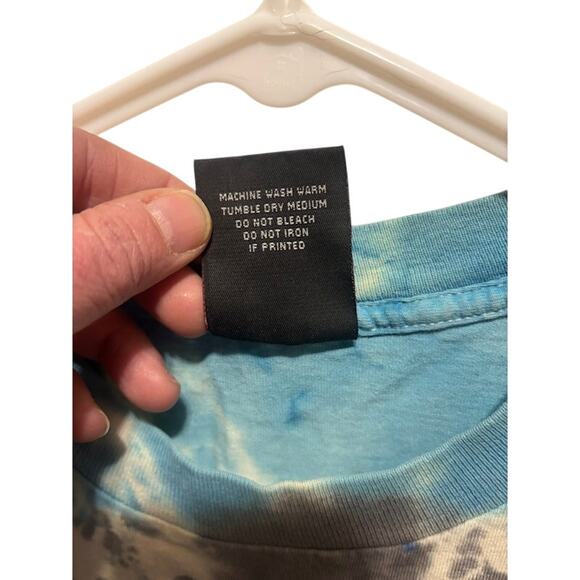 MACHINE WASH WARM
TUMBLE DRY MEDIUM
DO NOT BLEACH
DO NOT IRON
IF PRINTED